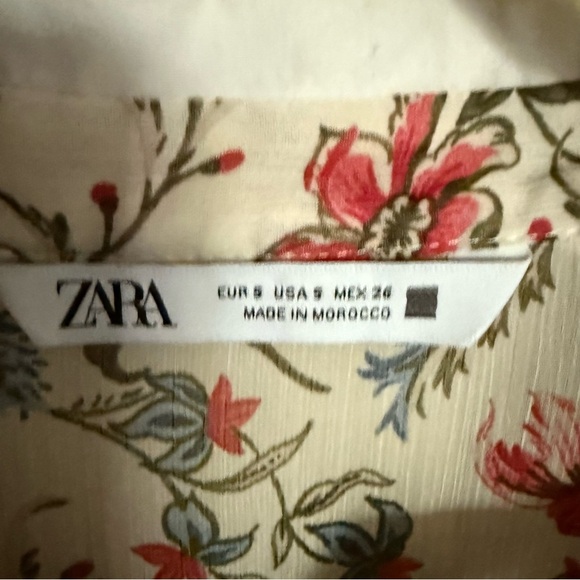 ZARA
EUR S USA S MEX 26
MADE IN MOROCCO